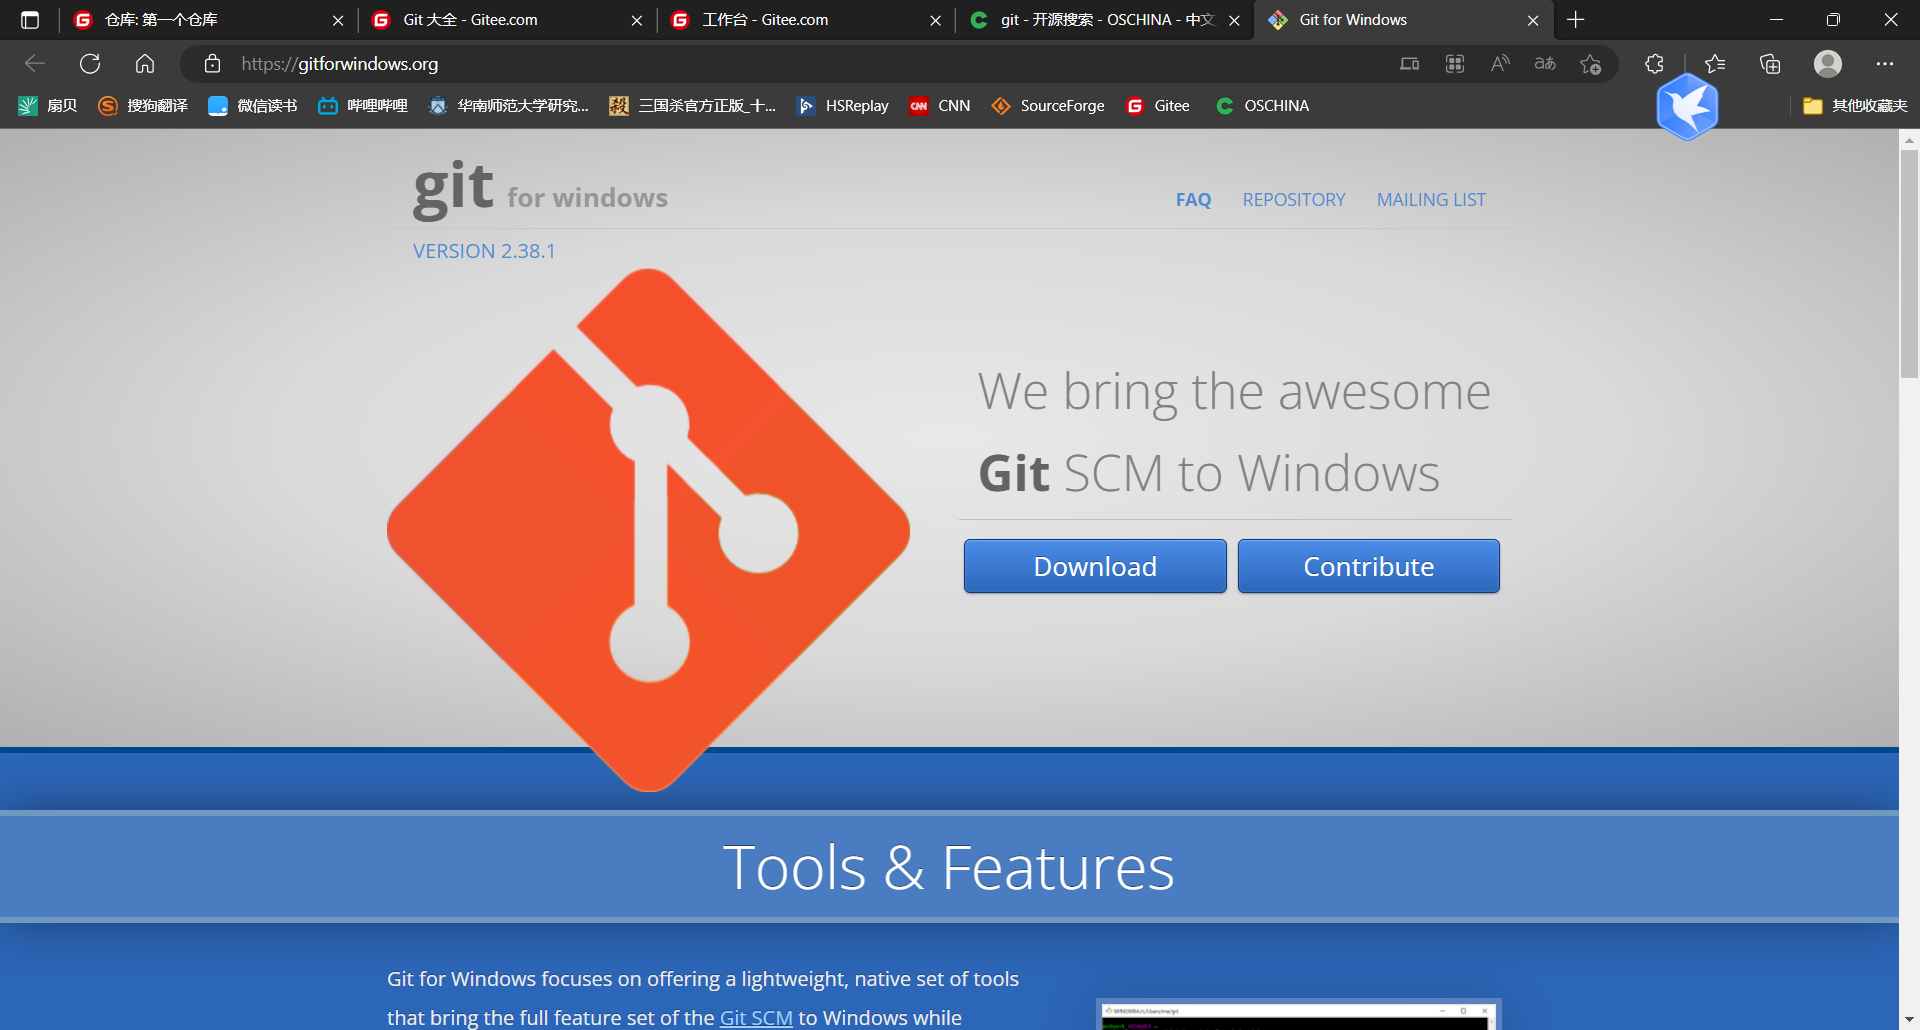 仓库: 第一个仓库
Git 大全 - Gitee.com
工作台 - Gitee.com
git - 开源搜索 - OSCHINA - 中文
Git for Windows
https://gitforwindows.org
扇贝
搜狗翻译
微信读书
哔哩哔哩
华南师范大学研究...
三国杀官方正版_十...
HSReplay
CNN
SourceForge
Gitee
OSCHINA
其他收藏夹
git for windows
FAQ
REPOSITORY
MAILING LIST
VERSION 2.38.1
We bring the awesome
Git SCM to Windows
Download
Contribute
Tools & Features
Git for Windows focuses on offering a lightweight, native set of tools
that bring the full feature set of the Git SCM to Windows while